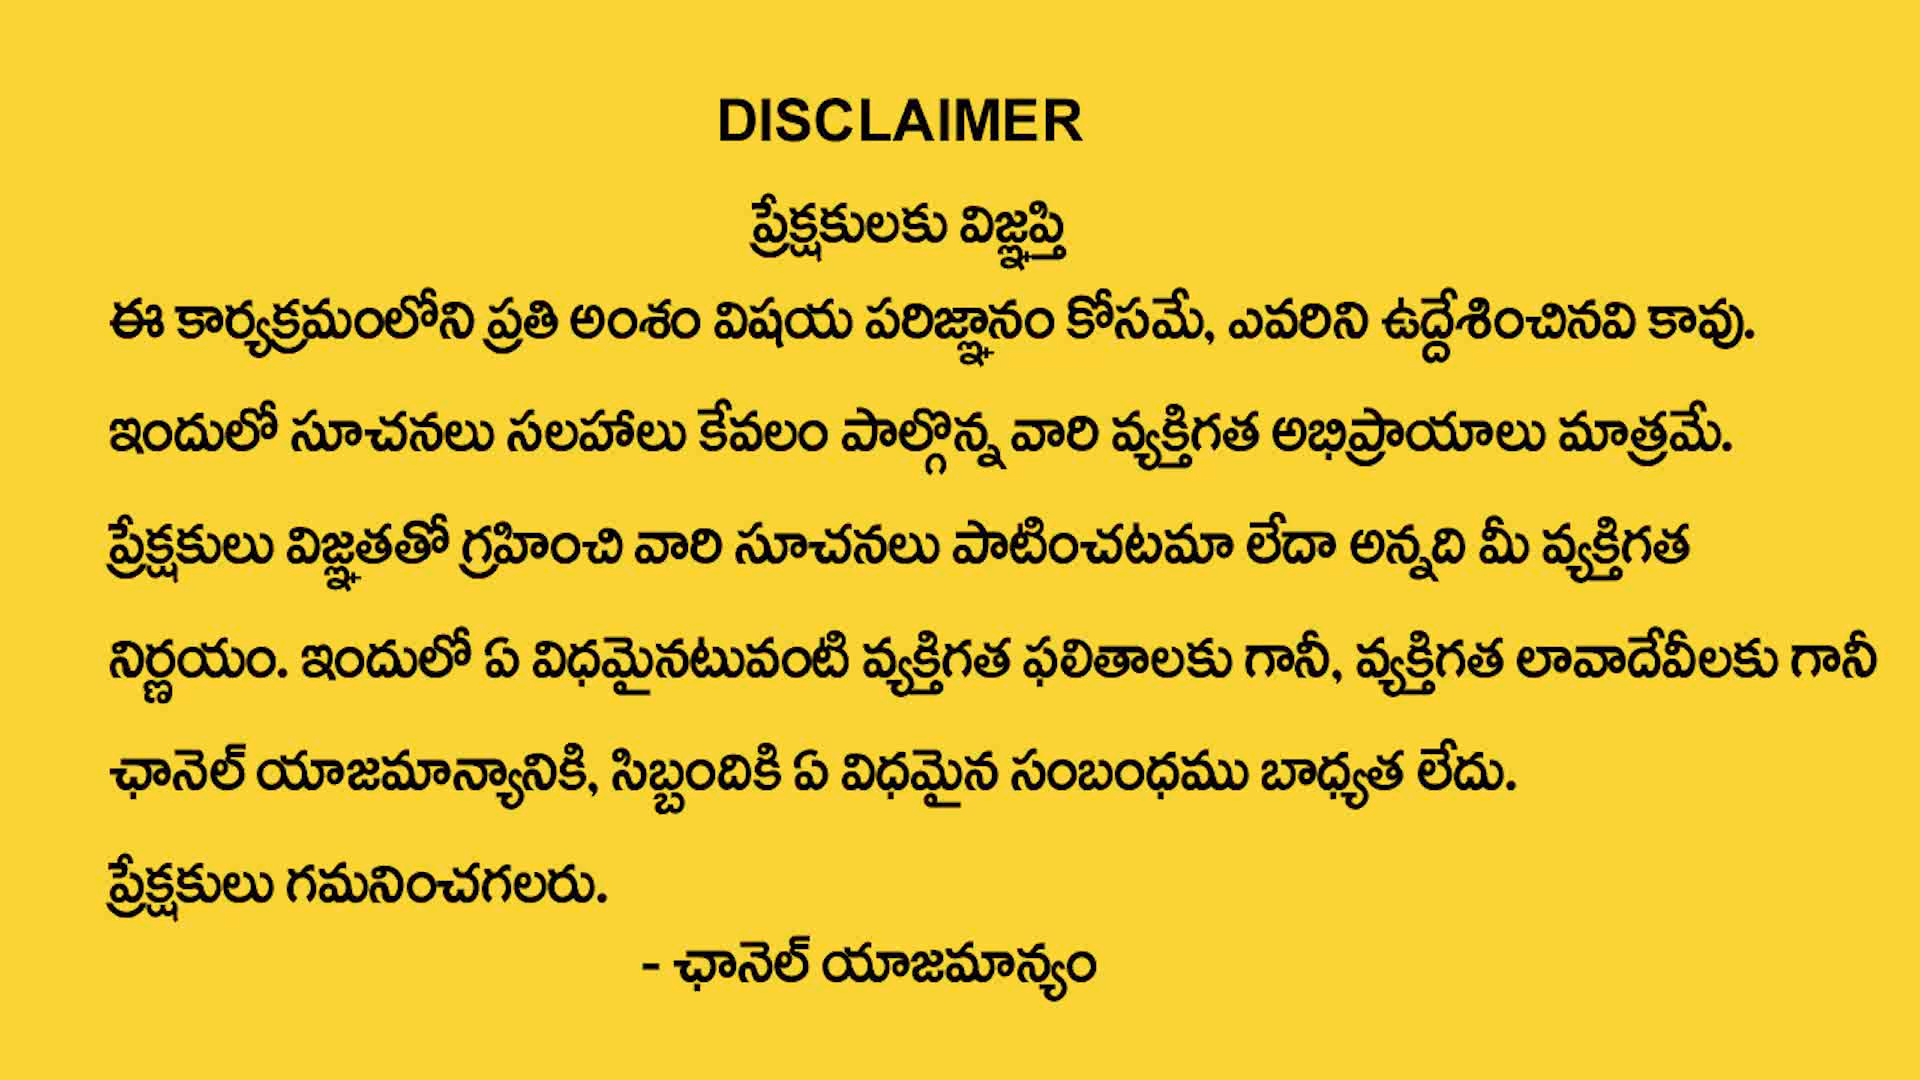 DISCLAIMER
ప్రేక్షకులకు విజ్ఞప్తి
ఈ కార్యక్రమంలోని ప్రతి అంశం విషయ పరిజ్ఞానం కోసమే, ఎవరిని ఉద్దేశించినవి కావు.
ఇందులో సూచనలు సలహాలు కేవలం పాల్గొన్న వారి వ్యక్తిగత అభిప్రాయాలు మాత్రమే.
ప్రేక్షకులు విజ్ఞతతో గ్రహించి వారి సూచనలు పాటించటమా లేదా అన్నది మీ వ్యక్తిగత
నిర్ణయం. ఇందులో ఏ విధమైనటువంటి వ్యక్తిగత ఫలితాలకు గానీ, వ్యక్తిగత లావాదేవీలకు గానీ
ఛానెల్ యాజమాన్యానికి, సిబ్బందికి ఏ విధమైన సంబంధము బాధ్యత లేదు.
ప్రేక్షకులు గమనించగలరు.
- ఛానెల్ యాజమాన్యం